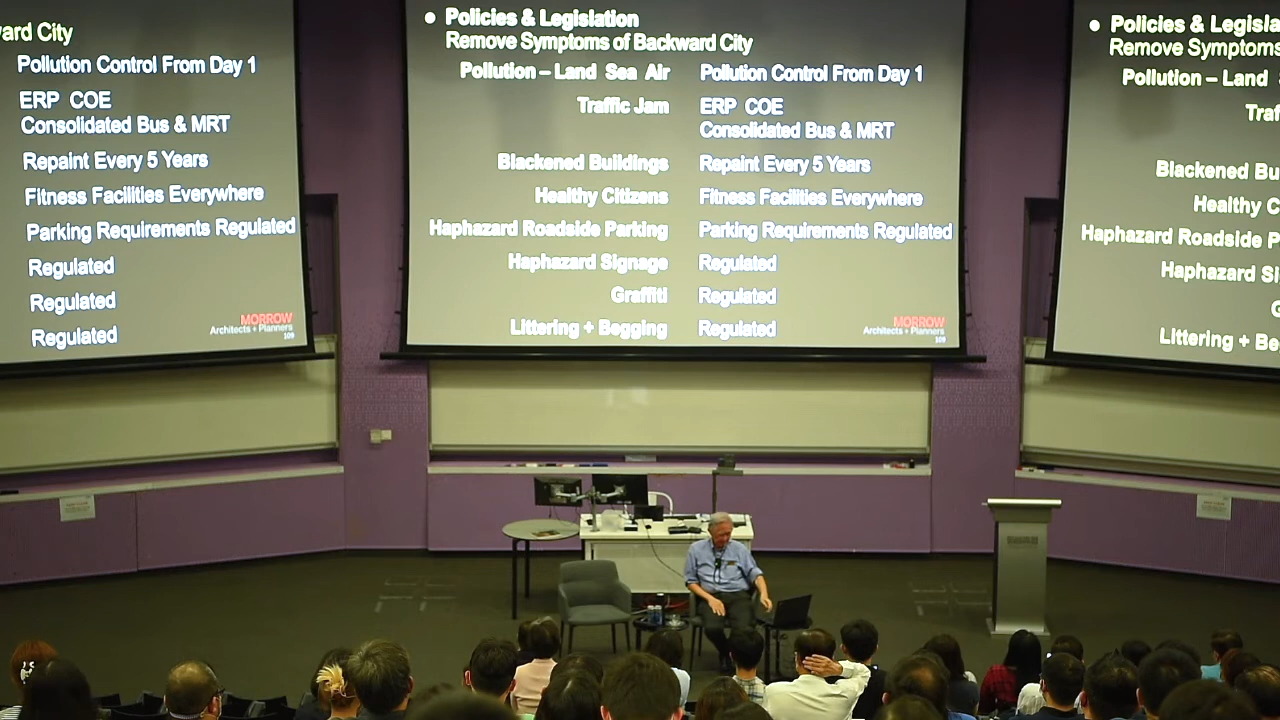 ard City
Pollution Control From Day 1
ERP COE
Consolidated Bus & MRT
Repaint Every 5 Years
Fitness Facilities Everywhere
Parking Requirements Regulated
Regulated
Regulated
Regulated
MORROW
Architects + Planners
109
● Policies & Legislation
Remove Symptoms of Backward City
Pollution – Land Sea Air Pollution Control From Day 1
Traffic Jam ERP COE
Consolidated Bus & MRT
Blackened Buildings Repaint Every 5 Years
Healthy Citizens Fitness Facilities Everywhere
Haphazard Roadside Parking Parking Requirements Regulated
Haphazard Signage Regulated
Graffiti Regulated
Littering + Begging Regulated
MORROW
Architects + Planners
109
● Policies & Legisla
Remove Symptoms
Pollution – Land
Traf
Blackened Bu
Healthy C
Haphazard Roadside P
Haphazard Si
G
Littering + Be